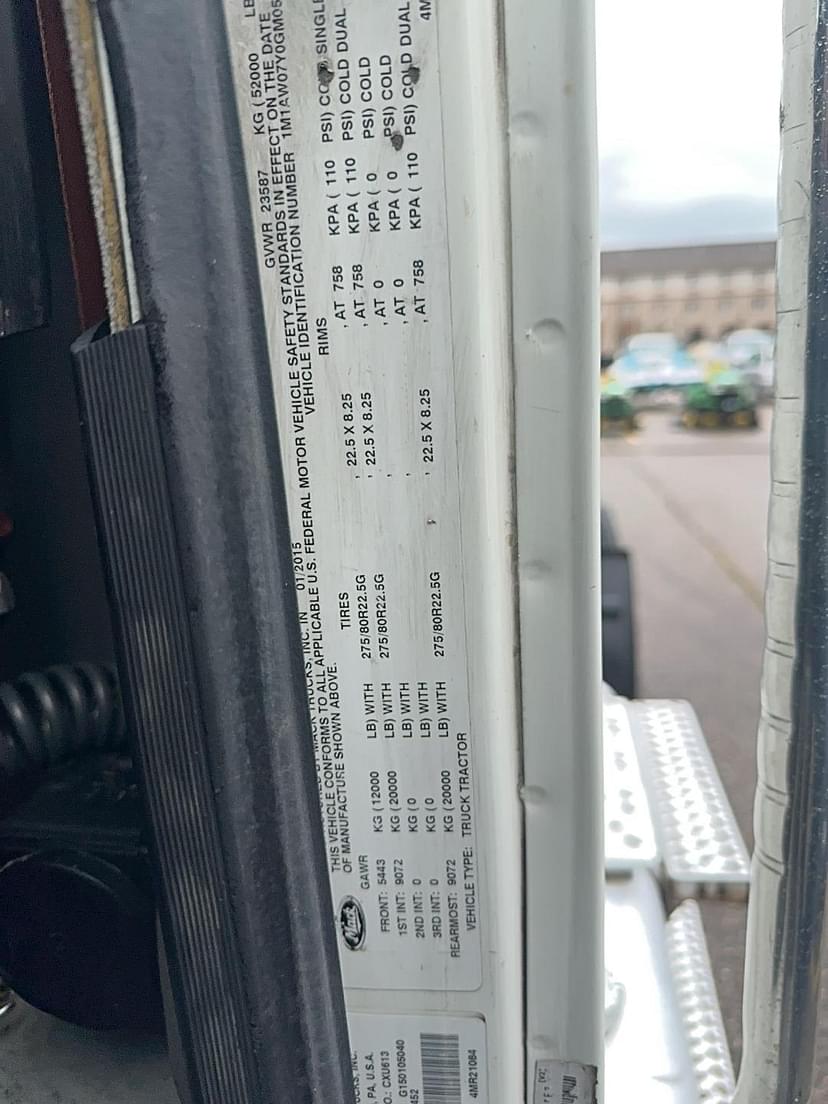 GVWR 23587 KG ( 52000 LB
MACK TRUCKS, INC. IN 01/2015
THIS VEHICLE CONFORMS TO ALL APPLICABLE U.S. FEDERAL MOTOR VEHICLE SAFETY STANDARDS IN EFFECT ON THE DATE
OF MANUFACTURE SHOWN ABOVE. VEHICLE IDENTIFICATION NUMBER 1M1AW07Y0GM05
Mack
GAWR TIRES RIMS
FRONT: 5443 KG ( 12000 LB) WITH 275/80R22.5G , 22.5 X 8.25 , AT 758 KPA ( 110 PSI) COLD SINGLE
1ST INT: 9072 KG ( 20000 LB) WITH 275/80R22.5G , 22.5 X 8.25 , AT 758 KPA ( 110 PSI) COLD DUAL
2ND INT: 0 KG ( 0 LB) WITH , , AT 0 KPA ( 0 PSI) COLD
3RD INT: 0 KG ( 0 LB) WITH , , AT 0 KPA ( 0 PSI) COLD
REARMOST: 9072 KG ( 20000 LB) WITH 275/80R22.5G , 22.5 X 8.25 , AT 758 KPA ( 110 PSI) COLD DUAL
VEHICLE TYPE: TRUCK TRACTOR 4M
CKS, INC.
, PA, U.S.A.
O.: CXU613
G150105040
452
4MR21084